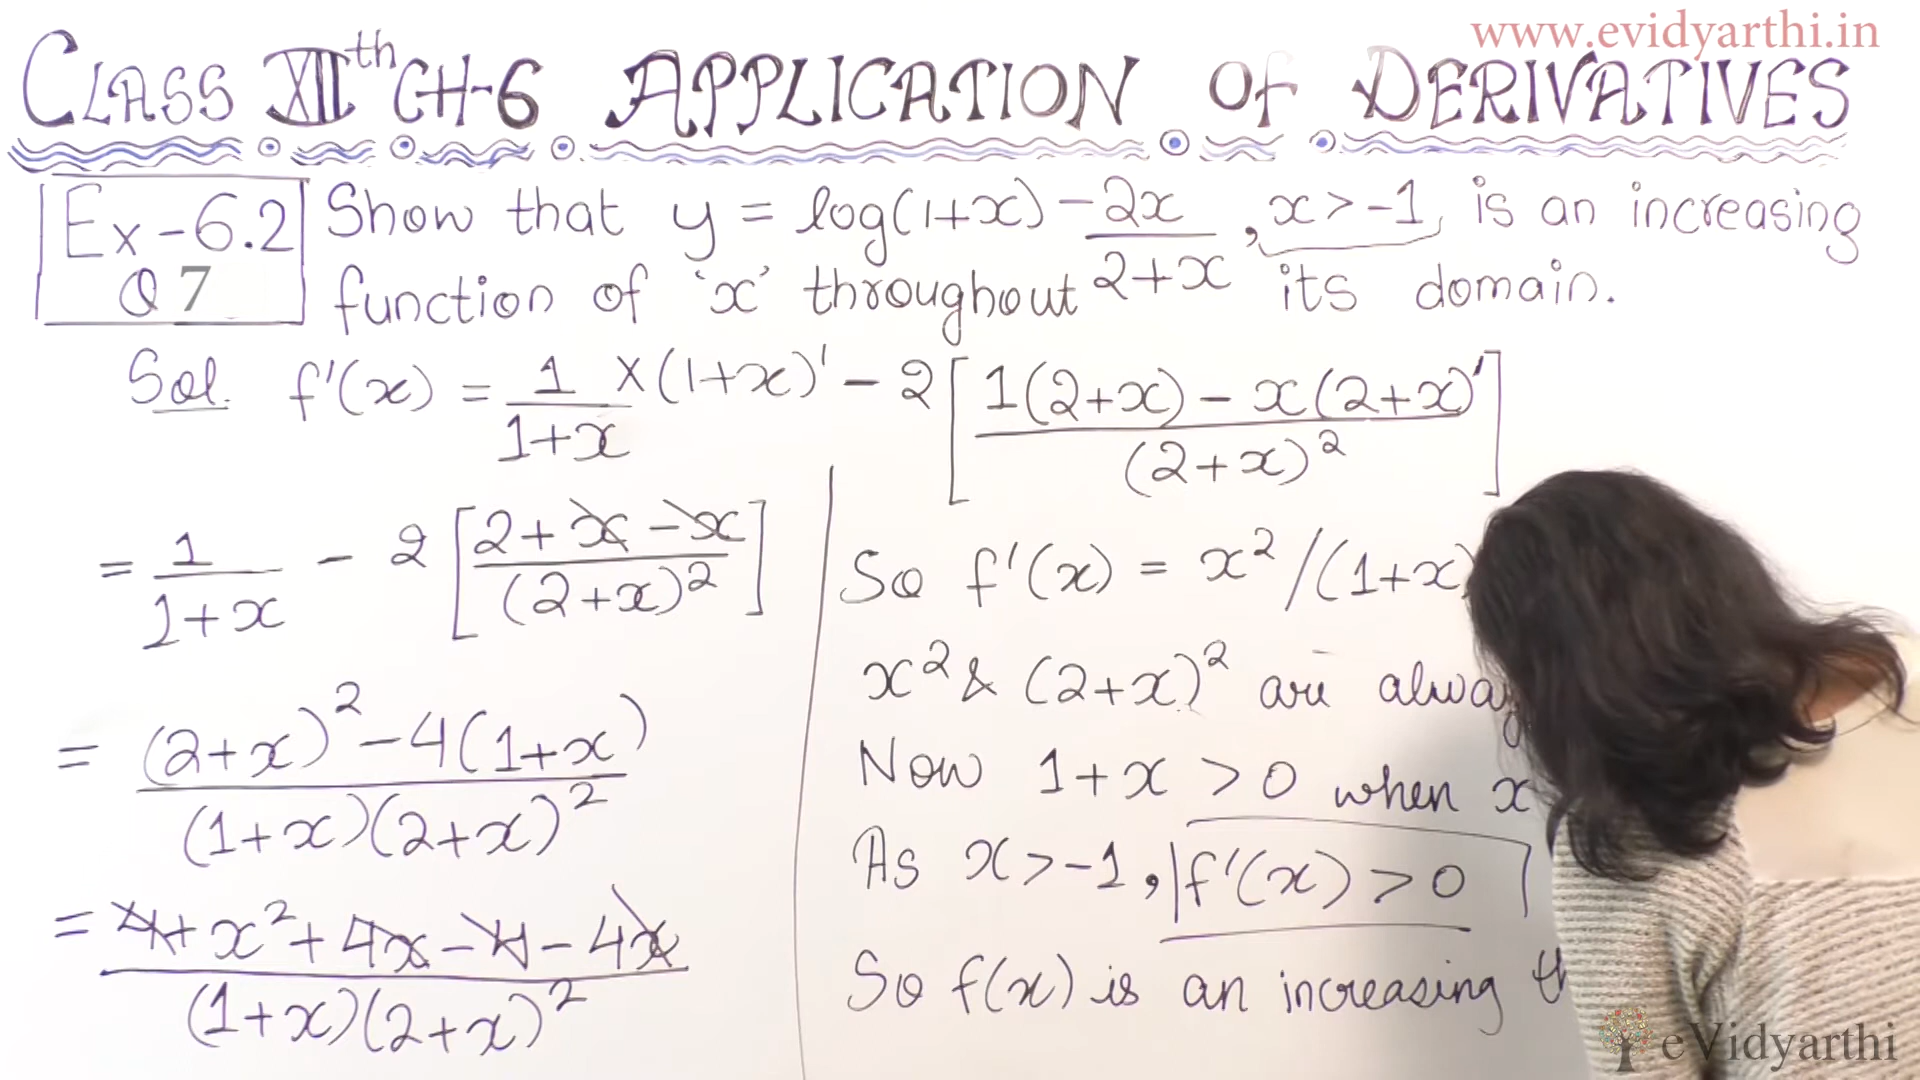 www.evidyarthi.in
CLASS XIIth CH-6 APPLICATION OF DERIVATIVES
Ex-6.2
Q 7
Show that y = log(1+x) - 2x/2+x, x > -1, is an increasing
function of 'x' throughout its domain.
Sol. f'(x) = 1/1+x × (1+x)' - 2 [1(2+x) - x(2+x)'/(2+x)²]
= 1/1+x - 2 [2+x-x/(2+x)²]
= (2+x)² - 4(1+x)/(1+x)(2+x)²
= 4+x²+4x-4-4x/(1+x)(2+x)²
So f'(x) = x²/(1+x)
x² & (2+x)² are
Now 1+x > 0 when x
As x > -1, f'(x) > 0
So f(x) is an increasing
eVidyarthi